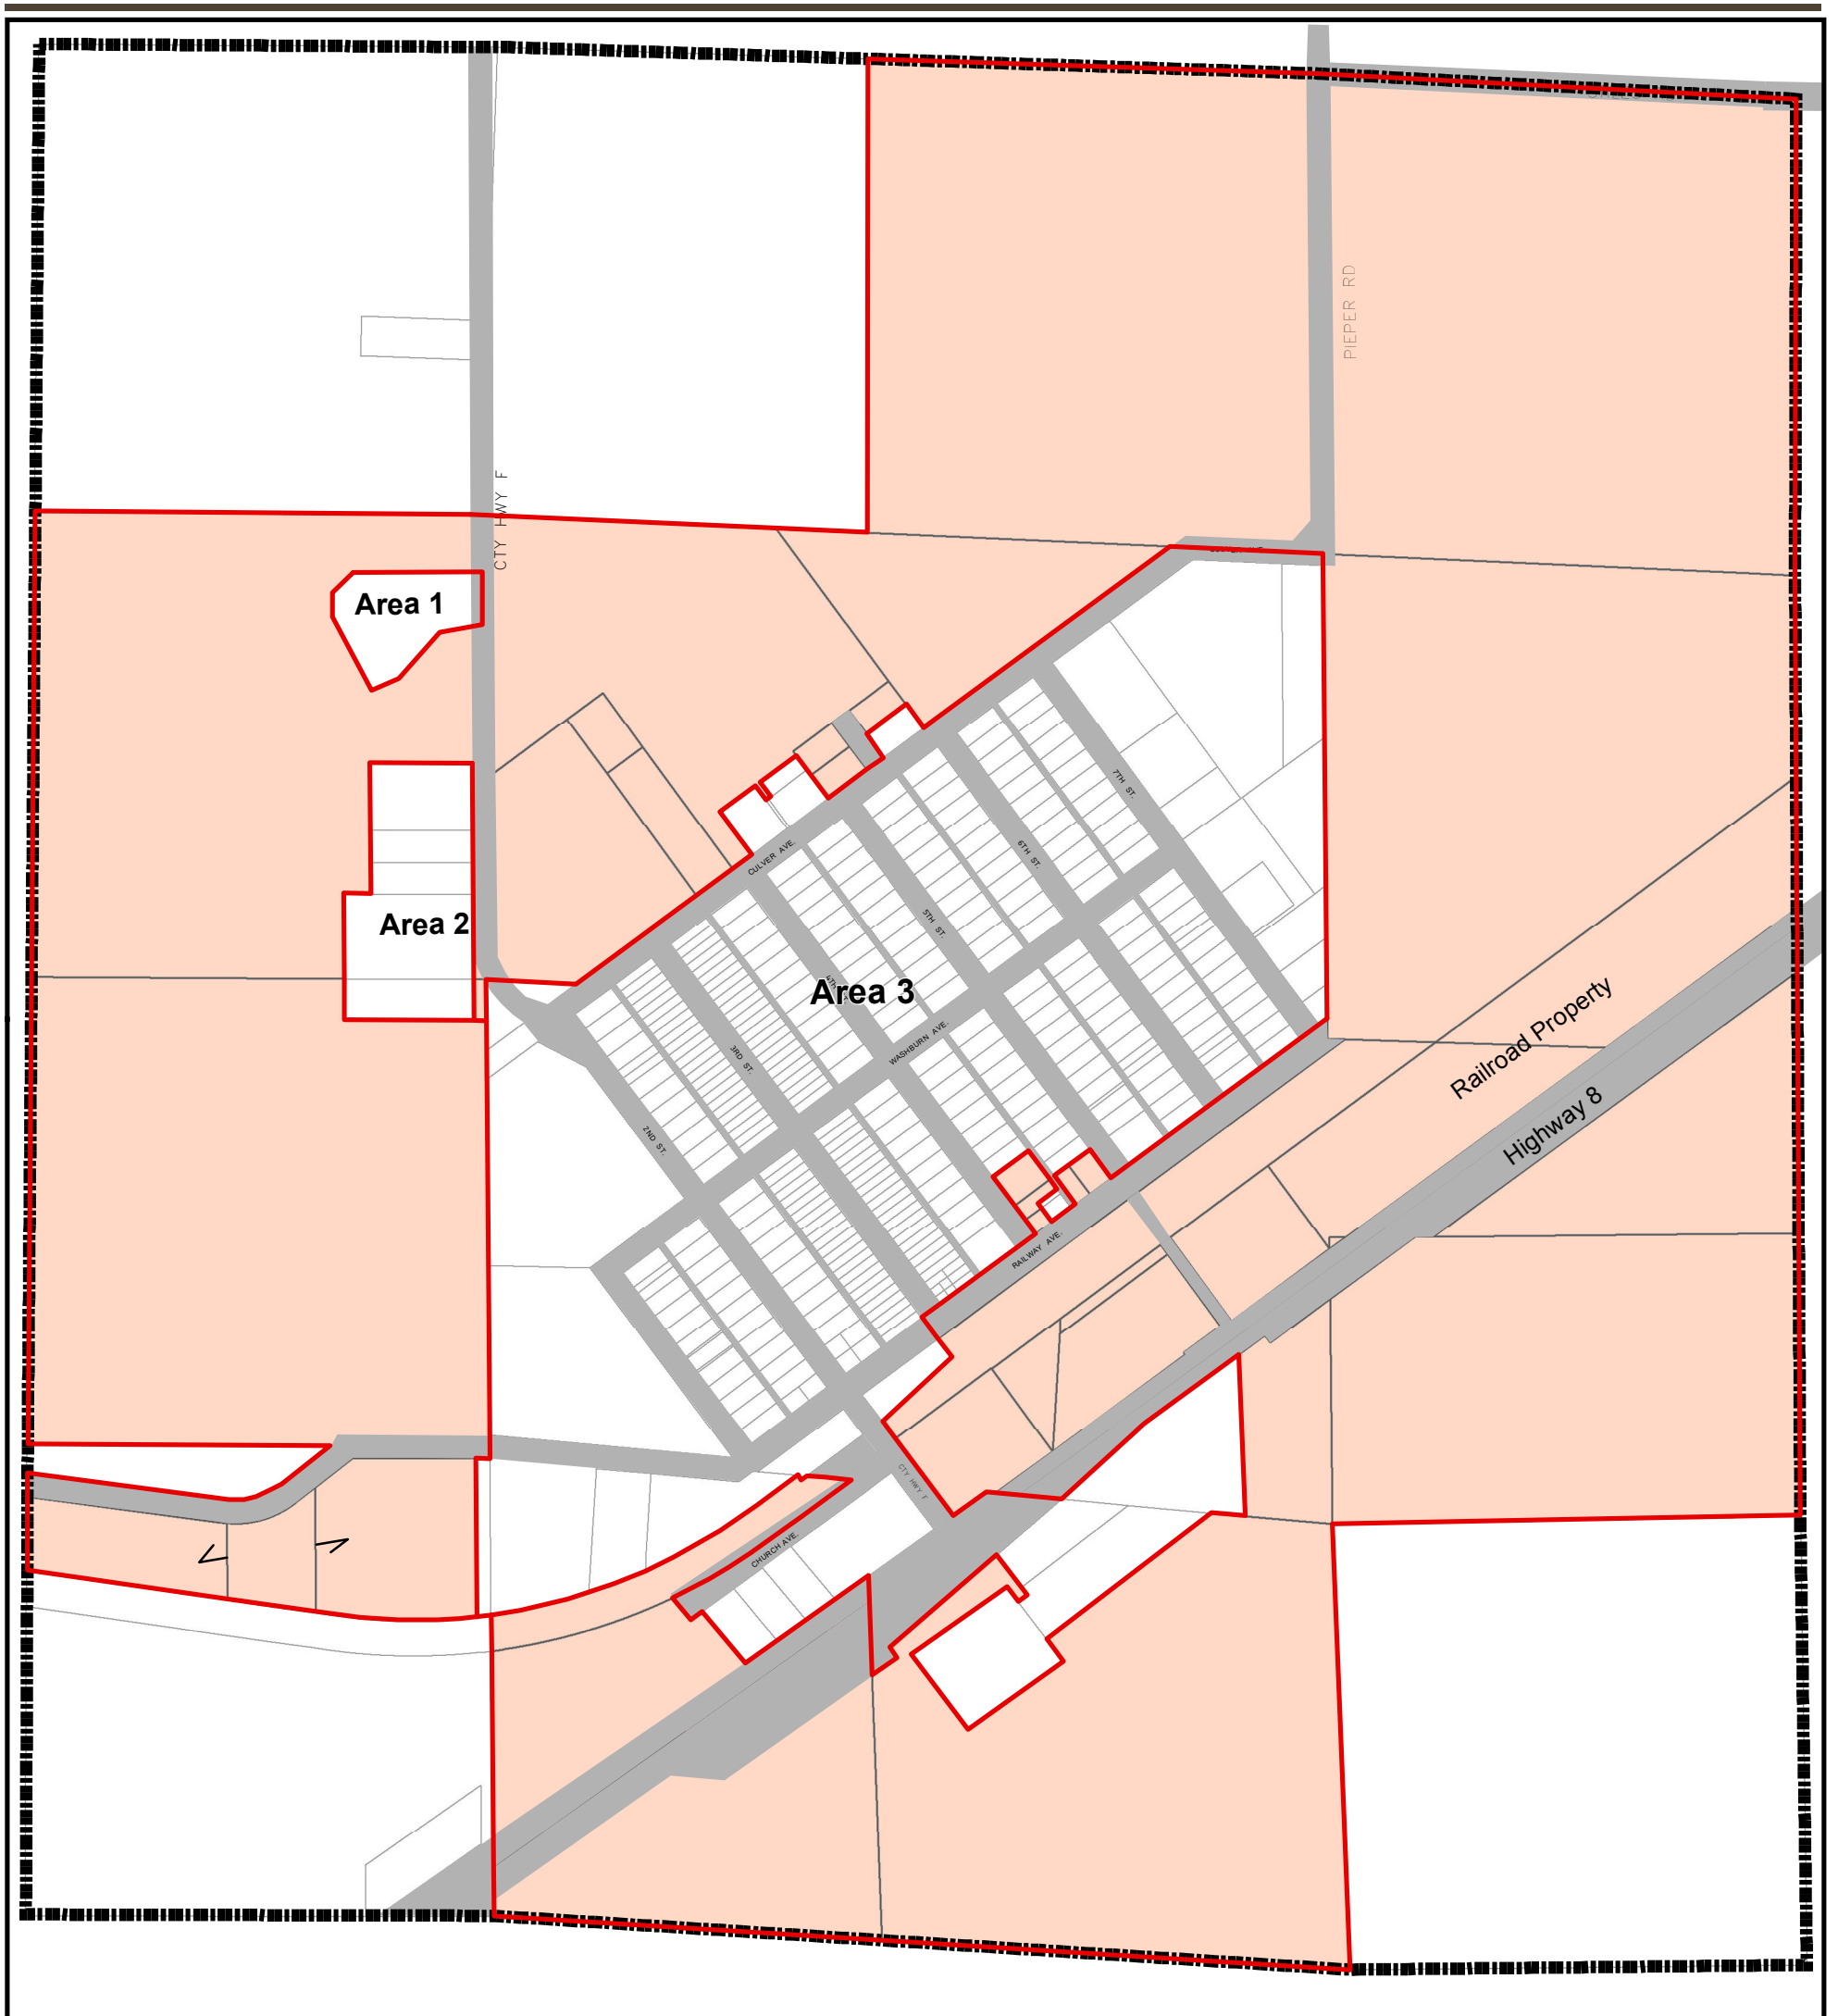 PIEPER RD
CTY HWY F
Area 1
7TH ST.
6TH ST.
CULVER AVE.
Area 2
5TH ST.
4TH
Area 3
WASHBURN AVE.
3RD ST.
2ND ST.
Railroad Property
Highway 8
RAILWAY AVE.
CTY HWY F
CHURCH AVE.